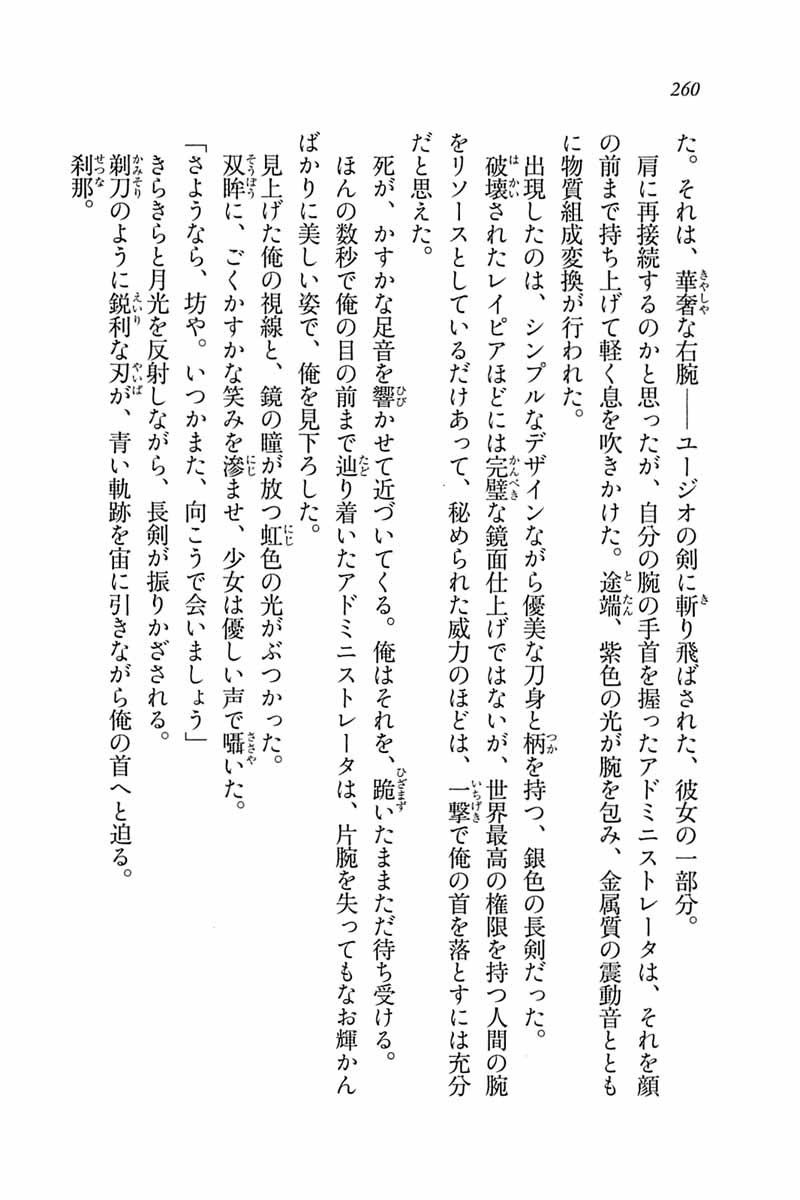 260
た。それは、華奢な右腕――ユージオの剣に斬り飛ばされた、彼女の一部分。
　肩に再接続するのかと思ったが、自分の腕の手首を握ったアドミニストレータは、それを顔
の前まで持ち上げて軽く息を吹きかけた。途端、紫色の光が腕を包み、金属質の震動音ととも
に物質組成変換が行われた。
　出現したのは、シンプルなデザインながら優美な刀身と柄を持つ、銀色の長剣だった。
　破壊されたレイピアほどには完璧な鏡面仕上げではないが、世界最高の権限を持つ人間の腕
をリソースとしているだけあって、秘められた威力のほどは、一撃で俺の首を落とすには充分
だと思えた。
　死が、かすかな足音を響かせて近づいてくる。俺はそれを、跪いたままただ待ち受ける。
　ほんの数秒で俺の目の前まで辿り着いたアドミニストレータは、片腕を失ってもなお輝かん
ばかりに美しい姿で、俺を見下ろした。
　見上げた俺の視線と、鏡の瞳が放つ虹色の光がぶつかった。
　双眸に、ごくかすかな笑みを滲ませ、少女は優しい声で囁いた。
「さようなら、坊や。いつかまた、向こうで会いましょう」
　きらきらと月光を反射しながら、長剣が振りかざされる。
　剃刀のように鋭利な刃が、青い軌跡を宙に引きながら俺の首へと迫る。
刹那。